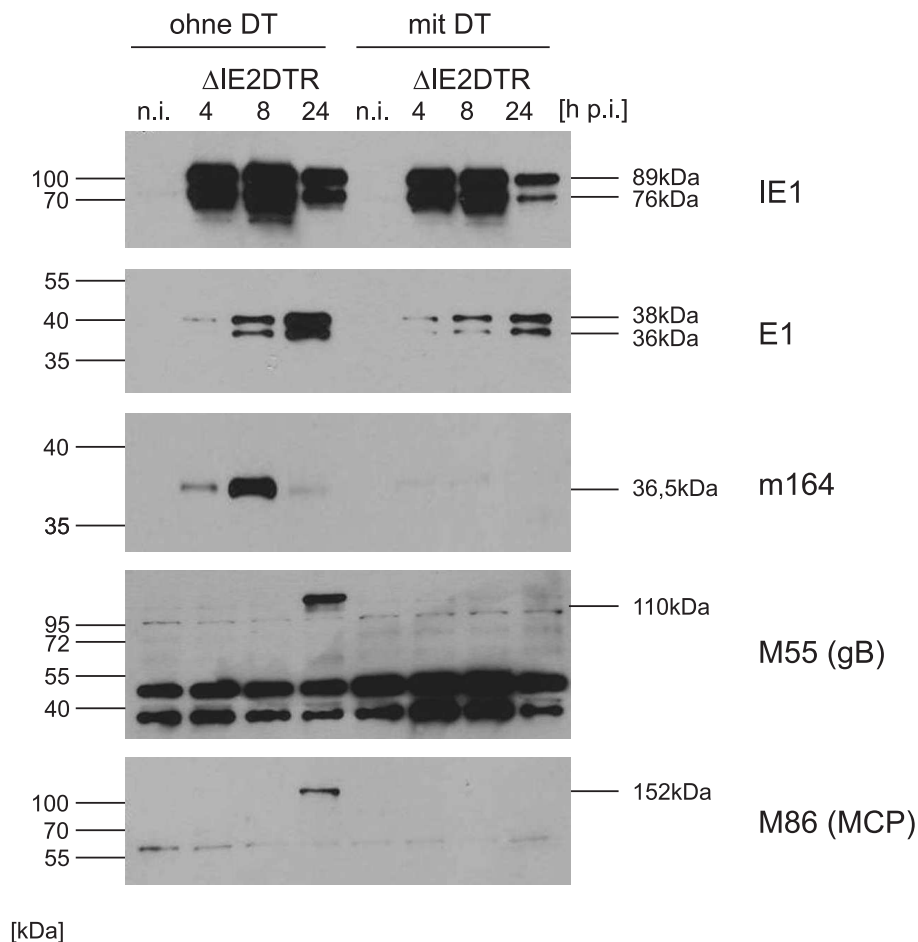 ohne DT mit DT
ΔIE2DTR ΔIE2DTR
n.i. 4 8 24 n.i. 4 8 24 [h p.i.]
100 89kDa
70 76kDa
IE1
55
40 38kDa
36kDa
35
E1
40
36,5kDa
m164
35
110kDa
95
72
55
40
M55 (gB)
152kDa
100
70
55
M86 (MCP)
[kDa]